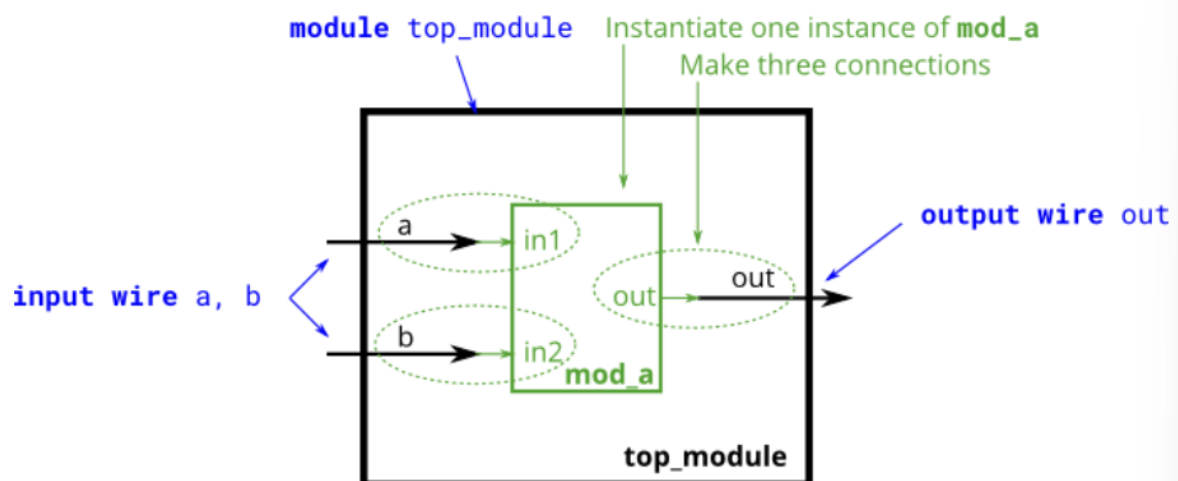 module top_module
Instantiate one instance of mod_a
Make three connections
output wire out
a
in1
input wire a, b
out
out
b
in2
mod_a
top_module